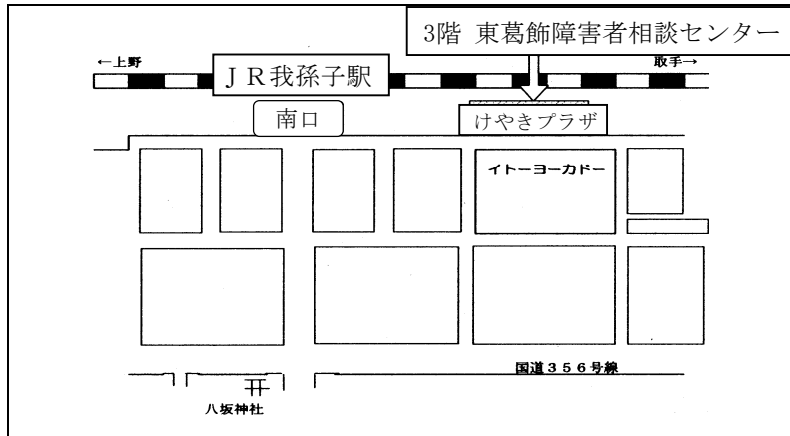 3階 東葛飾障害者相談センター
←上野
取手→
ＪＲ我孫子駅
南口
けやきプラザ
イトーヨーカドー
国道３５６号線
八坂神社